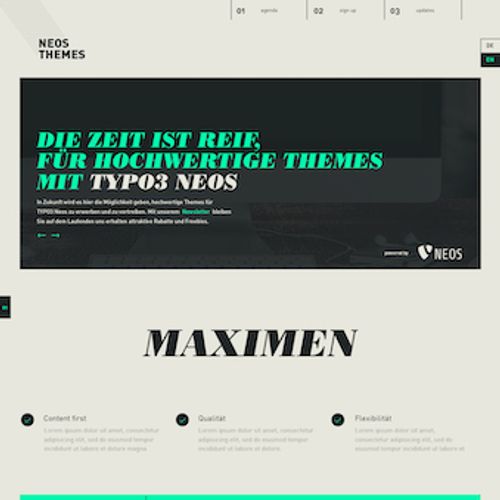 01 agenda
02 sign up
03 updates
NEOS
THEMES
DE
EN
DIE ZEIT IST REIF,
FÜR HOCHWERTIGE THEMES
MIT TYPO3 NEOS
In Zukunft wird es hier die Möglichkeit geben, hochwertige Themes für
TYPO3 Neos zu erwerben und zu vertreiben. Mit unserem Newsletter bleiben
Sie auf dem Laufenden uns erhalten attraktive Rabatte und Freebies.
← →
powered by NEOS
MAXIMEN
Content first
Lorem ipsum dolor sit amet, consectetur
adipiscing elit, sed do eiusmod tempor
incididunt ut labore et dolore magna
Qualität
Lorem ipsum dolor sit amet, consectetur
adipiscing elit, sed do eiusmod tempor
incididunt ut labore et dolore.
Flexibilität
Lorem ipsum dolor sit amet, consectetur
adipiscing elit, sed do eiusmod tempor
incididunt ut labore et dolore et